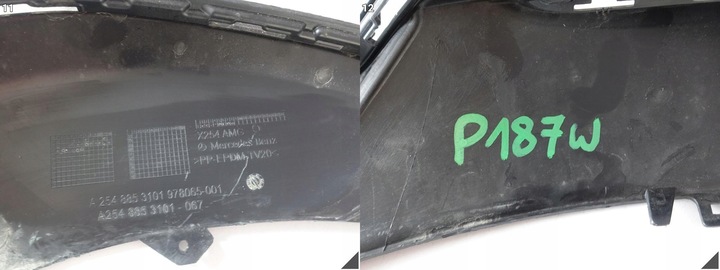 11
X254 AMG
© Mercedes Benz
>PP-EPDM-TV20<
A 254 885 3101 978065-001
A254 885 3101 - 067
12
P187W